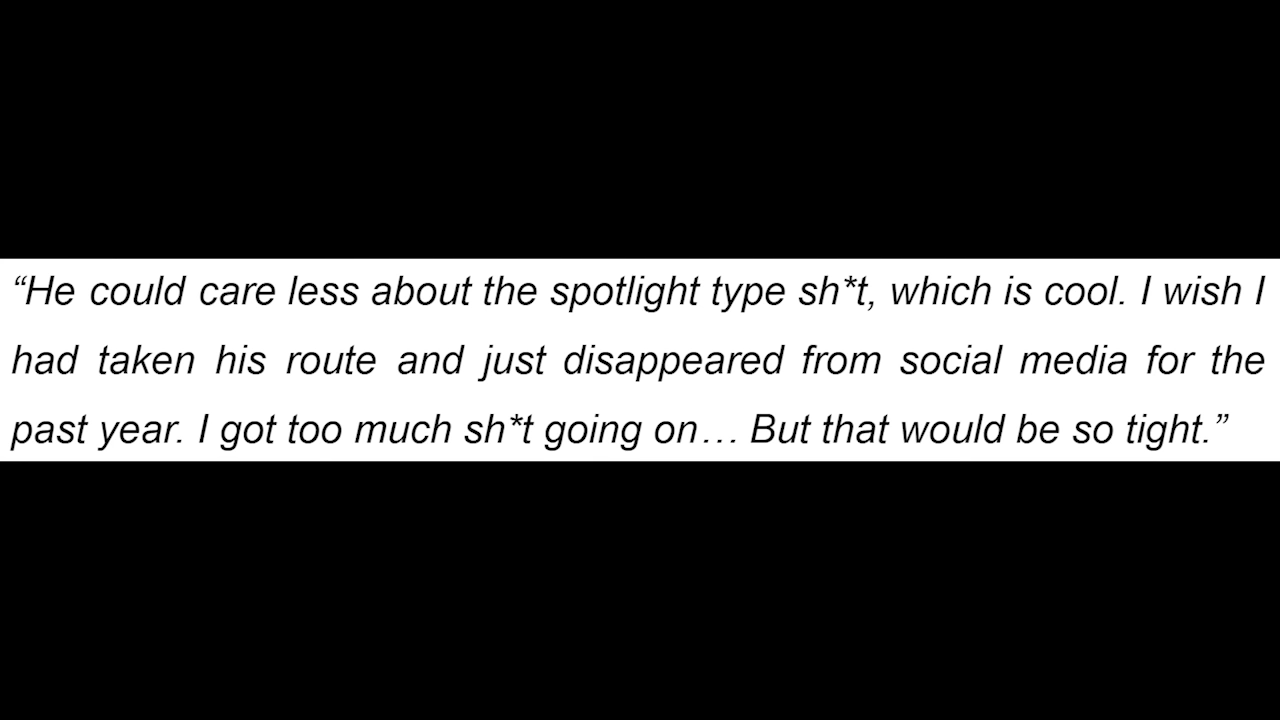 “He could care less about the spotlight type sh*t, which is cool. I wish I
had taken his route and just disappeared from social media for the
past year. I got too much sh*t going on… But that would be so tight.”